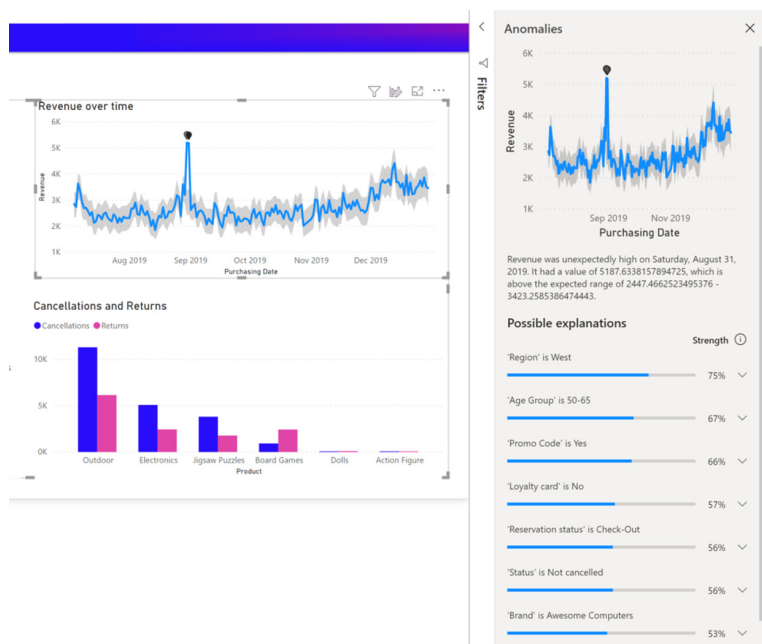 Revenue over time
6K
5K
4K
3K
2K
1K
Revenue
Aug 2019 Sep 2019 Oct 2019 Nov 2019 Dec 2019
Purchasing Date
Cancellations and Returns
Cancellations Returns
10K
5K
0K
Outdoor Electronics Jigsaw Puzzles Board Games Dolls Action Figure
Product
Filters
Anomalies
6K
5K
4K
3K
2K
1K
Revenue
Sep 2019 Nov 2019
Purchasing Date
Revenue was unexpectedly high on Saturday, August 31,
2019. It had a value of 5187.6338157894725, which is
above the expected range of 2447.4662523495376 -
3423.2585386474443.
Possible explanations
Strength
'Region' is West
75%
'Age Group' is 50-65
67%
'Promo Code' is Yes
66%
'Loyalty card' is No
57%
'Reservation status' is Check-Out
56%
'Status' is Not cancelled
56%
'Brand' is Awesome Computers
53%